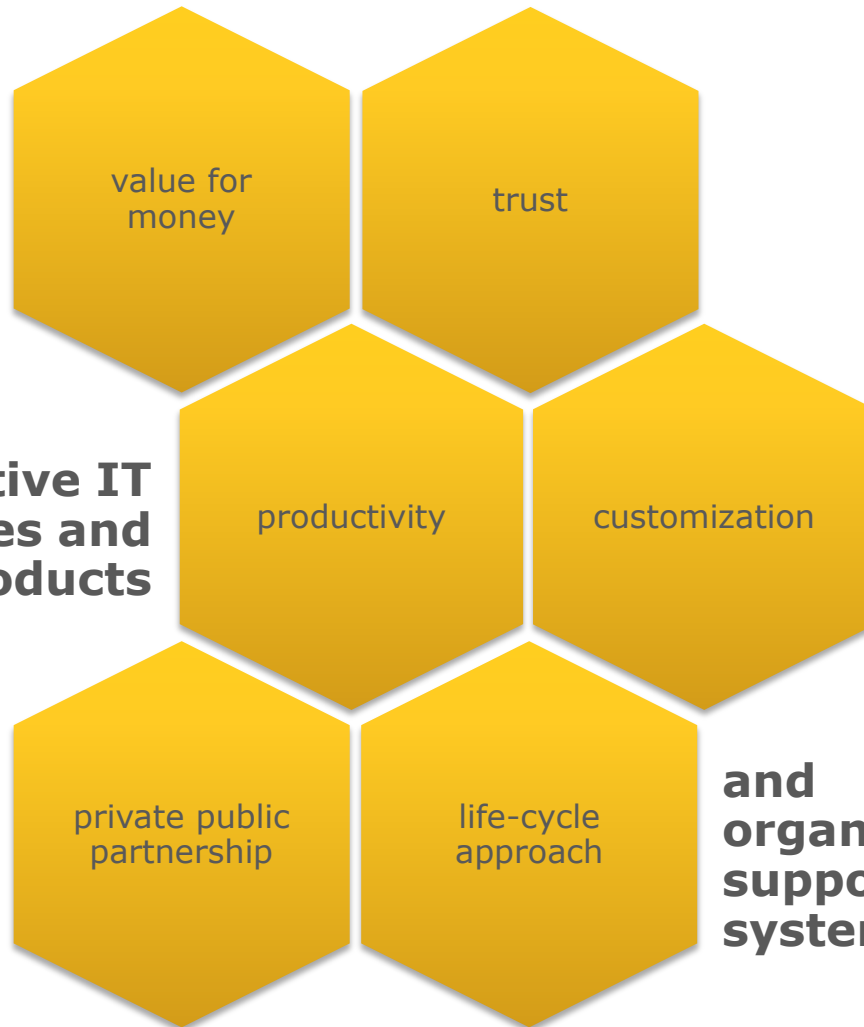 value for
money
trust
tive IT
es and
oducts
productivity
customization
private public
partnership
life-cycle
approach
and
organ
suppo
system